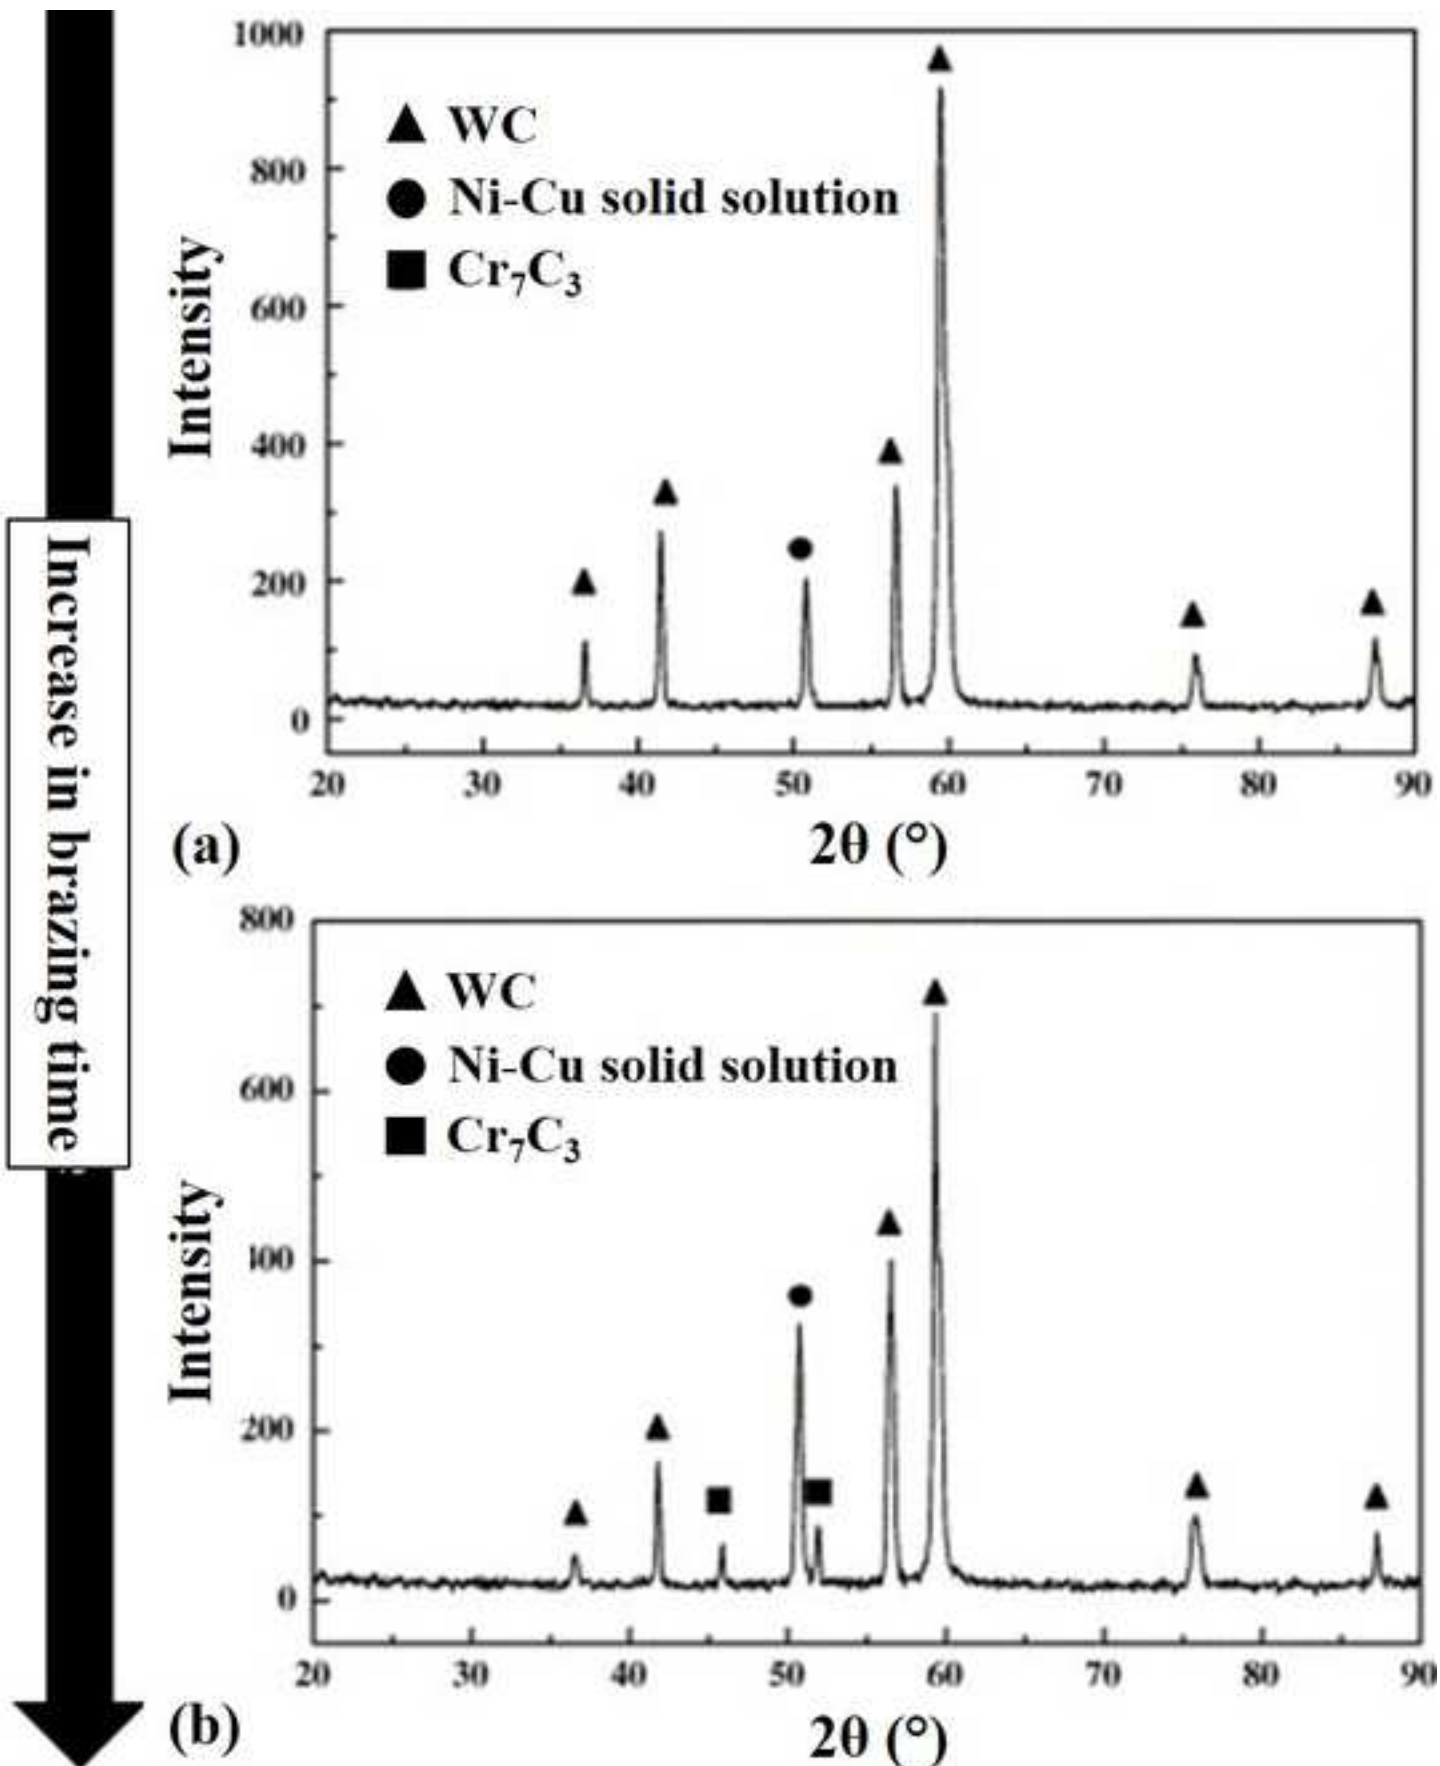 1000
800
600
400
200
0
Intensity
▲ WC
● Ni-Cu solid solution
■ Cr₇C₃
20 30 40 50 60 70 80 90
(a) 2θ (°)
Increase in brazing time
800
600
400
200
0
Intensity
▲ WC
● Ni-Cu solid solution
■ Cr₇C₃
20 30 40 50 60 70 80 90
(b) 2θ (°)